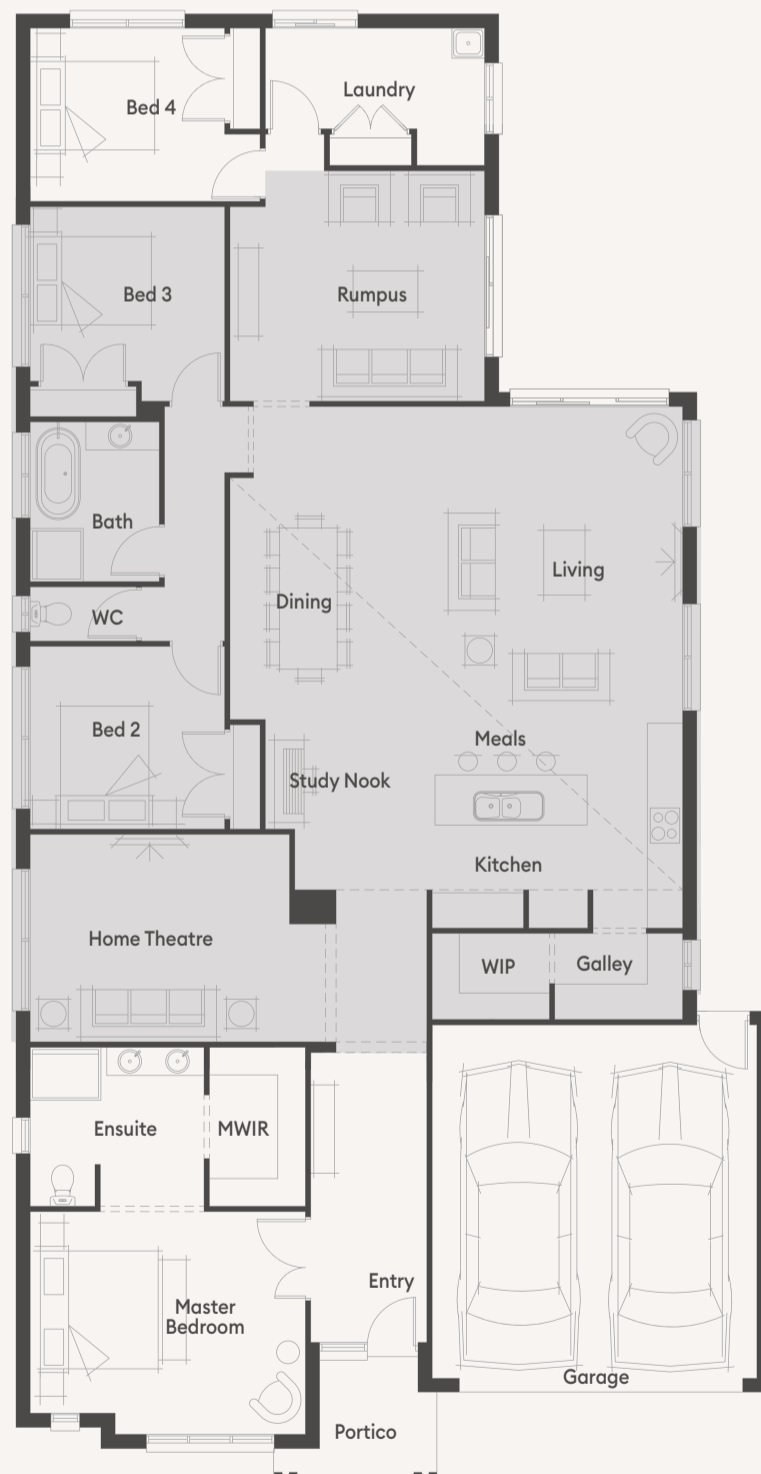 Laundry
Bed 4
Bed 3
Rumpus
Bath
Living
Dining
WC
Bed 2
Meals
Study Nook
Kitchen
Home Theatre
WIP
Galley
Ensuite
MWIR
Entry
Master
Bedroom
Garage
Portico